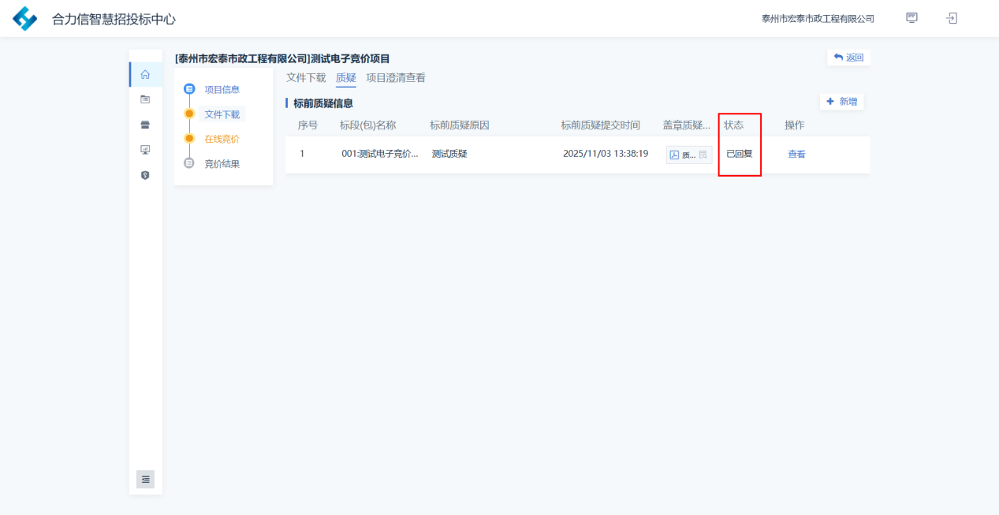 合力信智慧招投标中心
泰州市宏泰市政工程有限公司
[泰州市宏泰市政工程有限公司]测试电子竞价项目
返回
项目信息
文件下载
在线竞价
竞价结果
文件下载 质疑 项目澄清查看
标前质疑信息
新增
序号 标段(包)名称 标前质疑原因 标前质疑提交时间 盖章质疑... 状态 操作
1 001:测试电子竞价... 测试质疑 2025/11/03 13:38:19 质... 已回复 查看